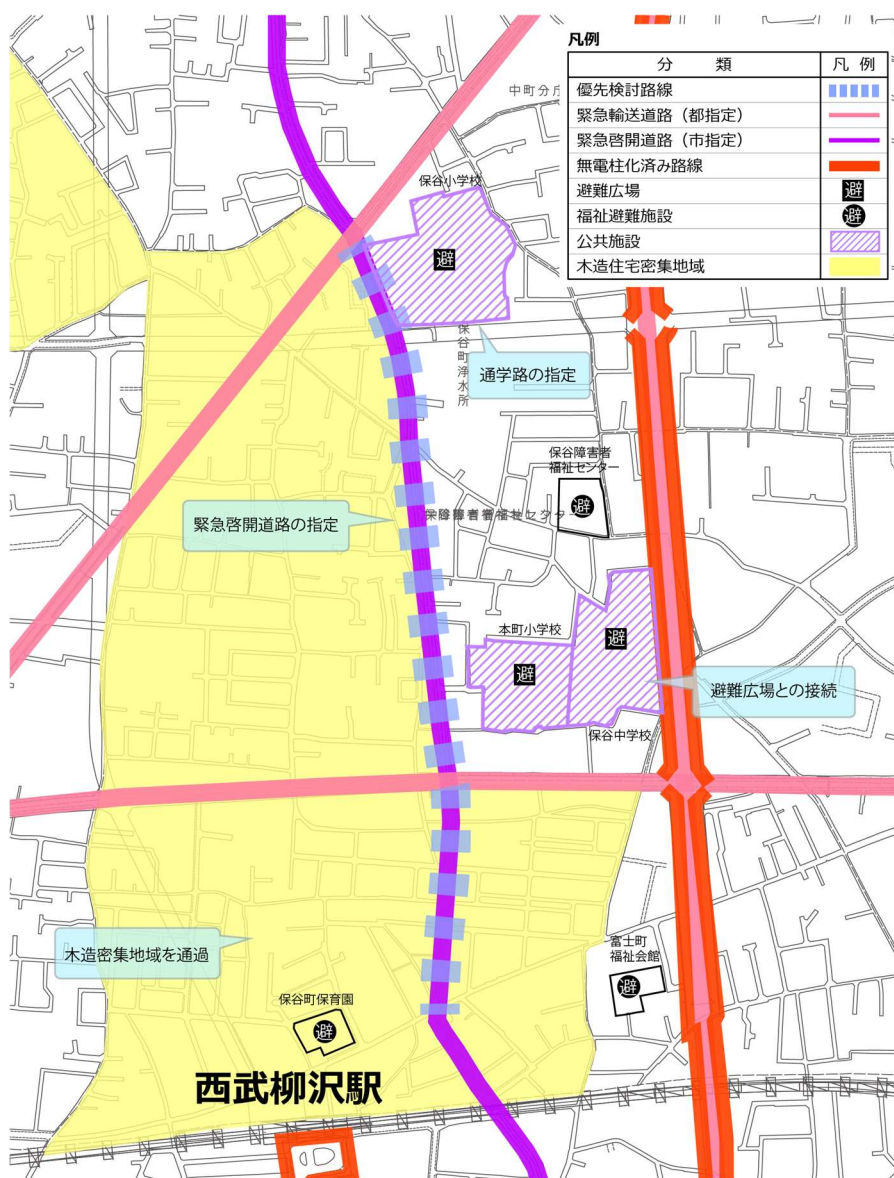 凡例
分　類
凡 例
優先検討路線
緊急輸送道路（都指定）
緊急啓開道路（市指定）
無電柱化済み路線
避難広場
避
福祉避難施設
避
公共施設
木造住宅密集地域
中町分庁
保谷小学校
避
保谷町浄水所
通学路の指定
保谷障害者
福祉センター
避
緊急啓開道路の指定
本町小学校
避
避
避難広場との接続
保谷中学校
木造密集地域を通過
富士町
福祉会館
避
保谷町保育園
避
西武柳沢駅